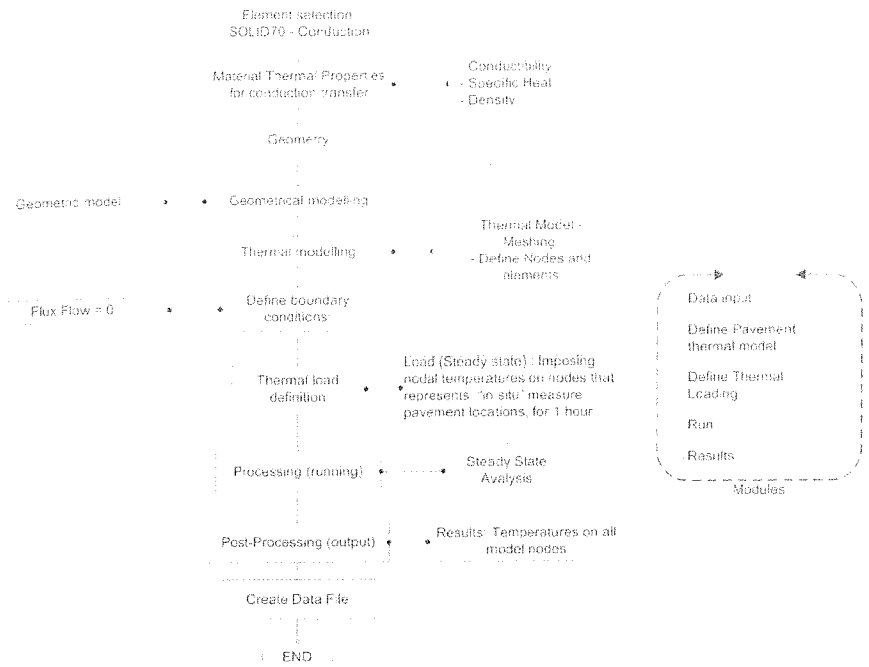 Element selection
SOLID70 - Conduction
Material Thermal Properties
for conduction transfer
Conductibility
- Specific Heat
- Density
Geometry
Geometric model
Geometrical modelling
Thermal modelling
Thermal Model -
Meshing
- Define Nodes and
elements
Flux Flow = 0
Define boundary
conditions
Thermal load
definition
Load (Steady state) : Imposing
nodal temperatures on nodes that
represents "in situ" measure
pavement locations, for 1 hour
Processing (running)
Steady State
Analysis
Post-Processing (output)
Results: Temperatures on all
model nodes
Create Data File
END
Data input
Define Pavement
thermal model
Define Thermal
Loading
Run
Results
Modules